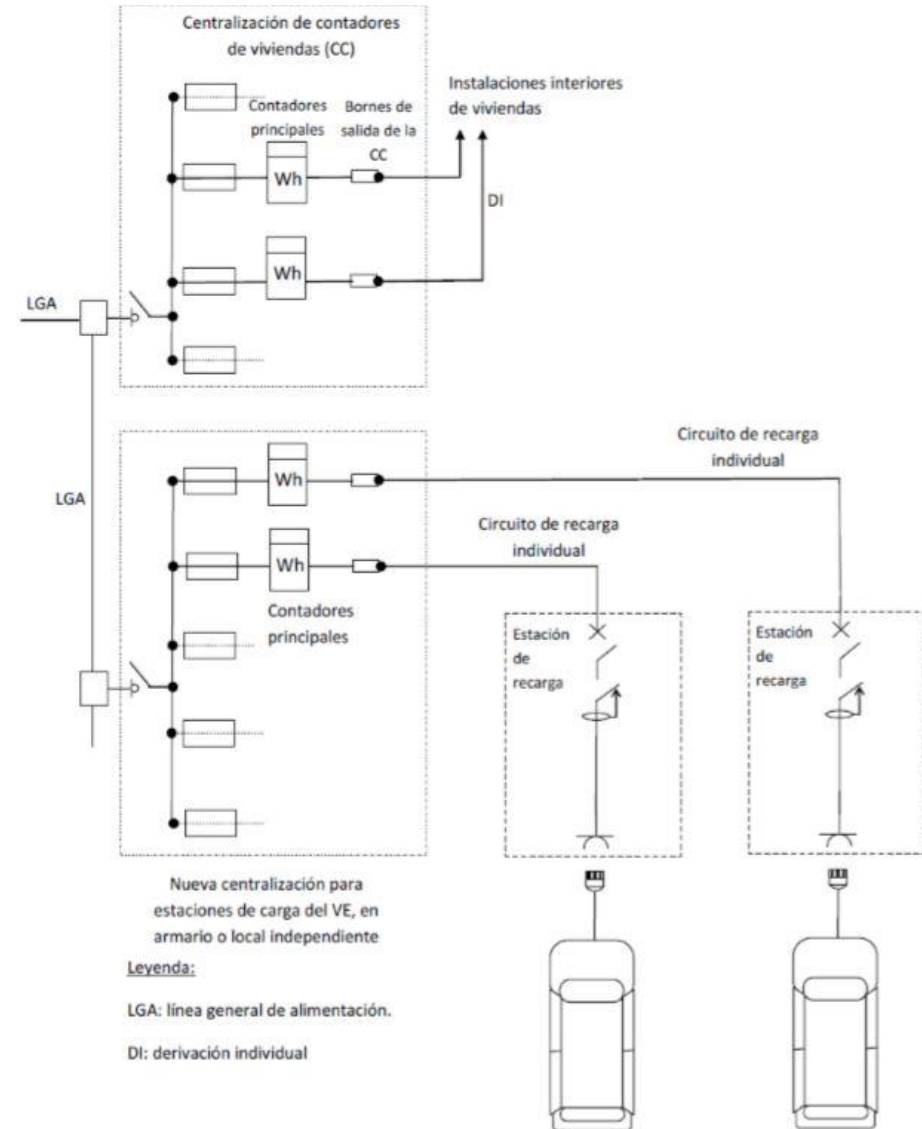 Centralización de contadores
de viviendas (CC)
Instalaciones interiores
de viviendas
Contadores
principales
Bornes de
salida de la
CC
Wh
DI
Wh
LGA
Circuito de recarga
individual
LGA
Wh
Circuito de recarga
individual
Wh
Contadores
principales
Estación
de
recarga
Estación
de
recarga
Nueva centralización para
estaciones de carga del VE, en
armario o local independiente
Leyenda:
LGA: línea general de alimentación.
DI: derivación individual